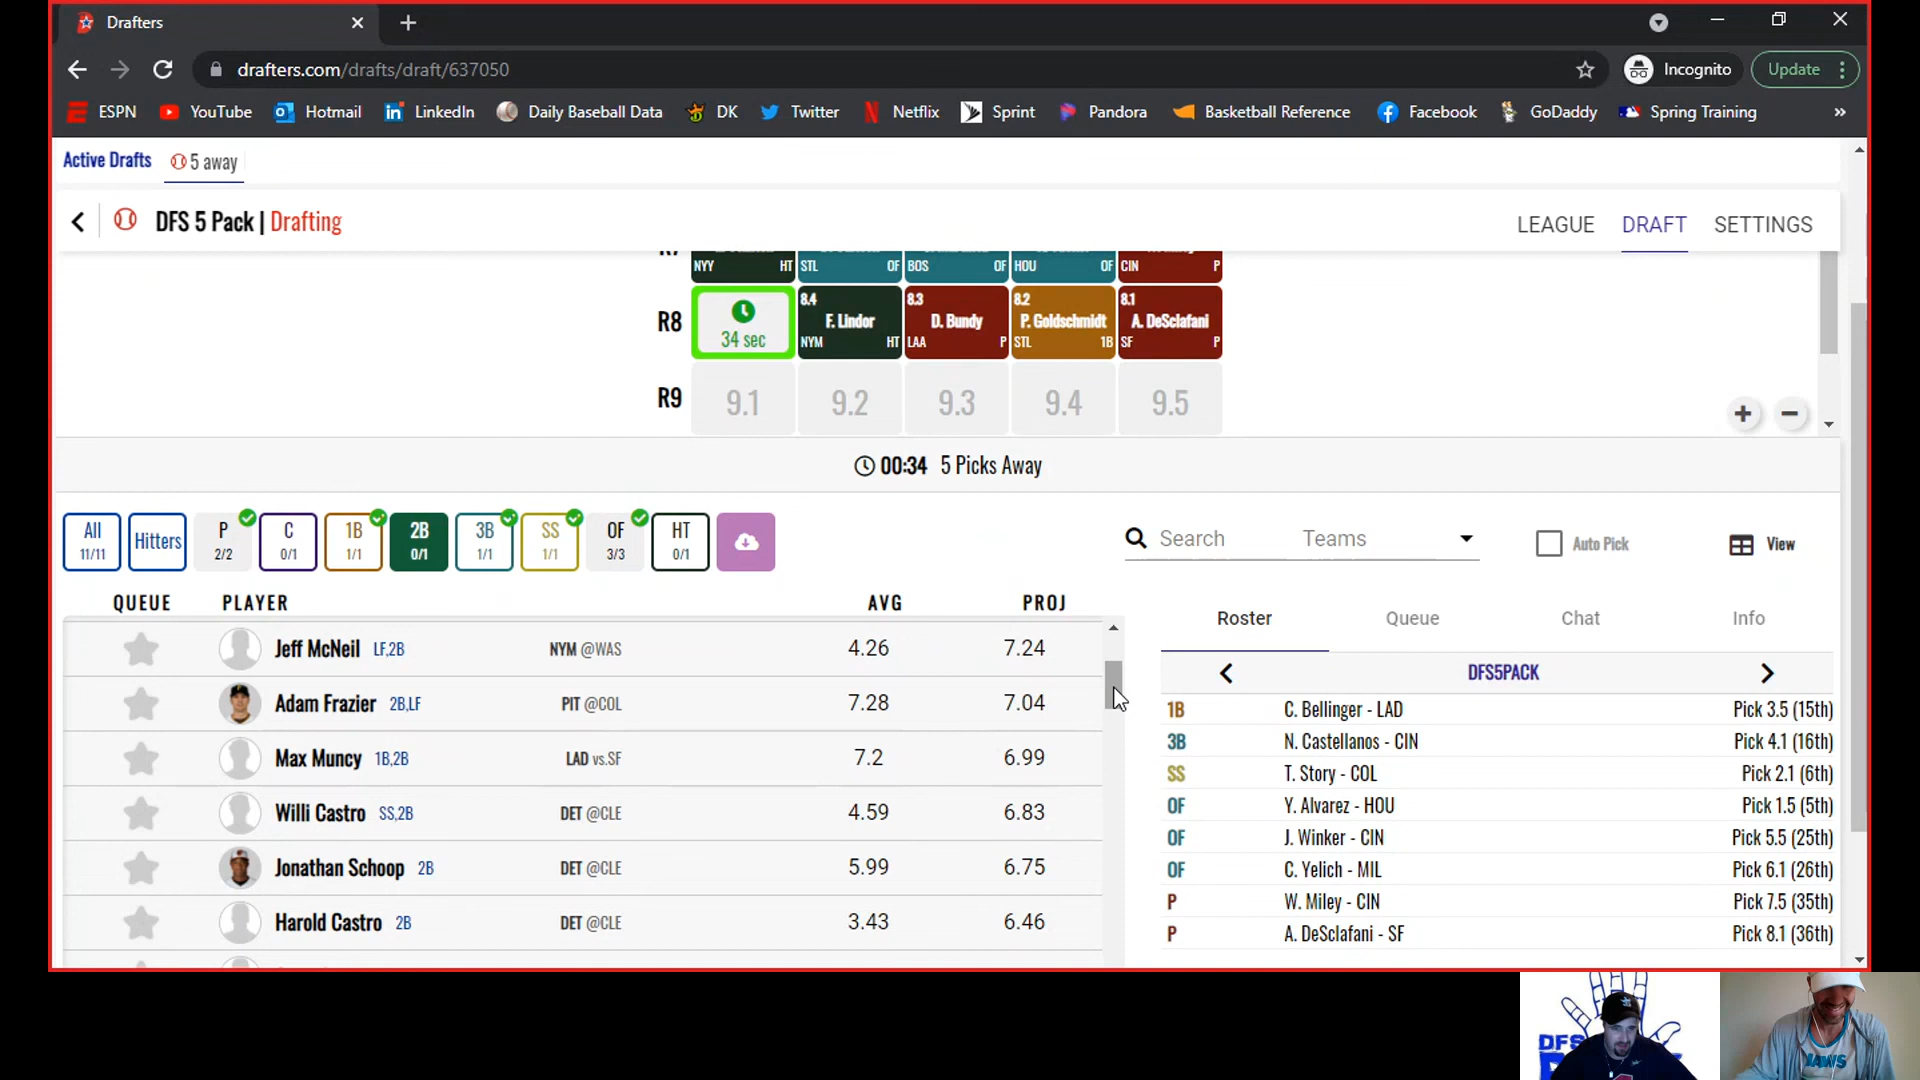 Drafters
drafters.com/drafts/draft/637050
Incognito
Update
ESPN YouTube Hotmail LinkedIn Daily Baseball Data DK Twitter Netflix Sprint Pandora Basketball Reference Facebook GoDaddy Spring Training »
Active Drafts 5 away
DFS 5 Pack | Drafting
LEAGUE DRAFT SETTINGS
NYY HT STL OF BOS OF HOU OF CIN P
R8
34 sec
8.4 F. Lindor NYM HT
8.3 D. Bundy LAA P
8.2 P. Goldschmidt STL 1B
8.1 A. DeSclafani SF P
R9 9.1 9.2 9.3 9.4 9.5
00:34 5 Picks Away
All 11/11
Hitters
P 2/2
C 0/1
1B 1/1
2B 0/1
3B 1/1
SS 1/1
OF 3/3
HT 0/1
Search Teams Auto Pick View
QUEUE PLAYER AVG PROJ
Jeff McNeil LF,2B NYM @WAS 4.26 7.24
Adam Frazier 2B,LF PIT @COL 7.28 7.04
Max Muncy 1B,2B LAD vs.SF 7.2 6.99
Willi Castro SS,2B DET @CLE 4.59 6.83
Jonathan Schoop 2B DET @CLE 5.99 6.75
Harold Castro 2B DET @CLE 3.43 6.46
Roster Queue Chat Info
DFS5PACK
1B C. Bellinger - LAD Pick 3.5 (15th)
3B N. Castellanos - CIN Pick 4.1 (16th)
SS T. Story - COL Pick 2.1 (6th)
OF Y. Alvarez - HOU Pick 1.5 (5th)
OF J. Winker - CIN Pick 5.5 (25th)
OF C. Yelich - MIL Pick 6.1 (26th)
P W. Miley - CIN Pick 7.5 (35th)
P A. DeSclafani - SF Pick 8.1 (36th)
DFS